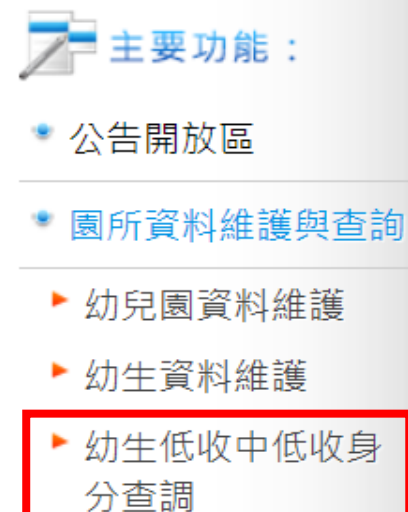 主要功能：
公告開放區
園所資料維護與查詢
幼兒園資料維護
幼生資料維護
幼生低收中低收身
分查調